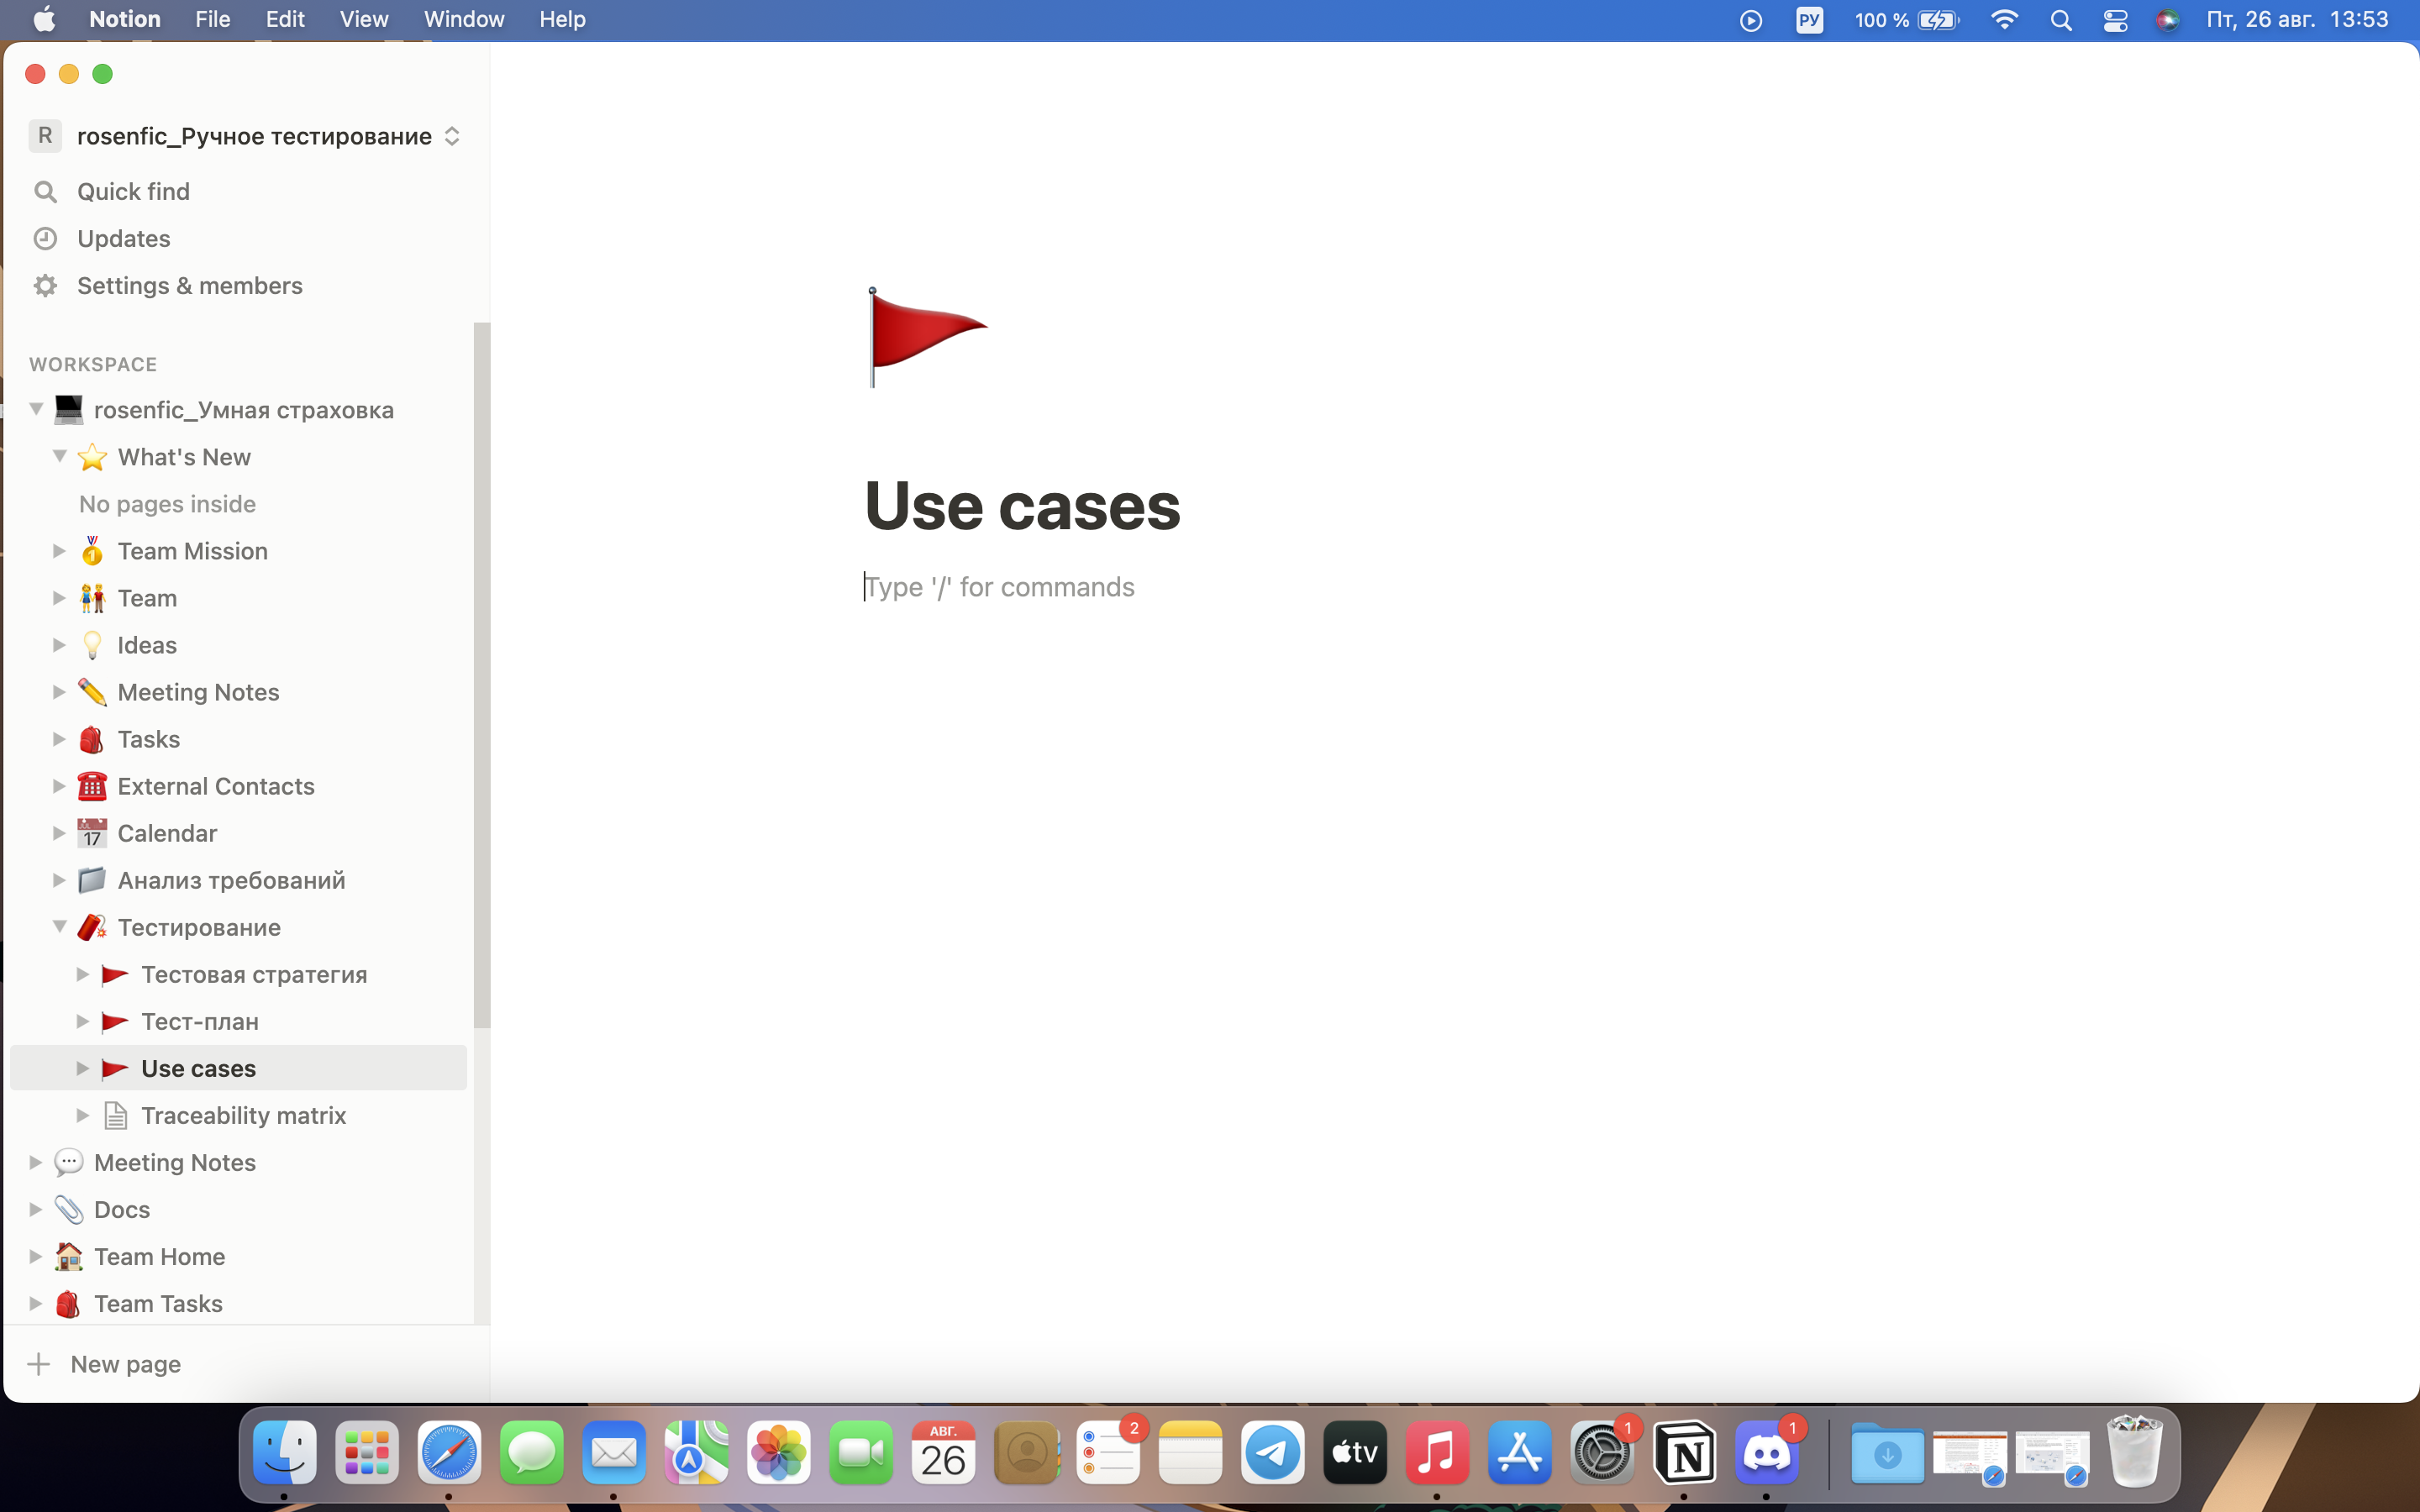 Notion File Edit View Window Help
РУ 100 % Пт, 26 авг. 13:53
R rosenfic_Ручное тестирование
Quick find
Updates
Settings & members
WORKSPACE
rosenfic_Умная страховка
What's New
No pages inside
Team Mission
Team
Ideas
Meeting Notes
Tasks
External Contacts
17 Calendar
Анализ требований
Тестирование
Тестовая стратегия
Тест-план
Use cases
Traceability matrix
Meeting Notes
Docs
Team Home
Team Tasks
New page
Use cases
Type '/' for commands
АВГ.
26
2
tv
1
N
1